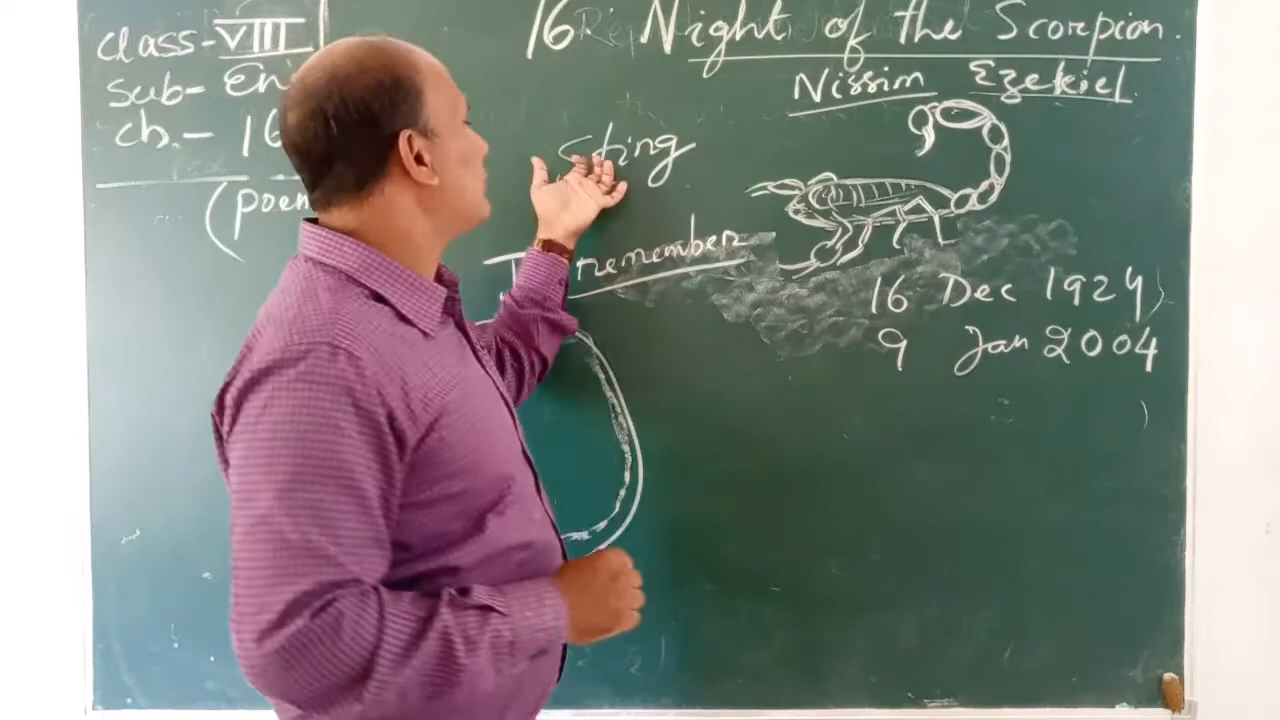 class-VIII
sub- En
ch.- 16
(poem
16 Night of the Scorpion.
Nissim Ezekiel.
sting
I remember
16 Dec 1924)
9 Jan 2004